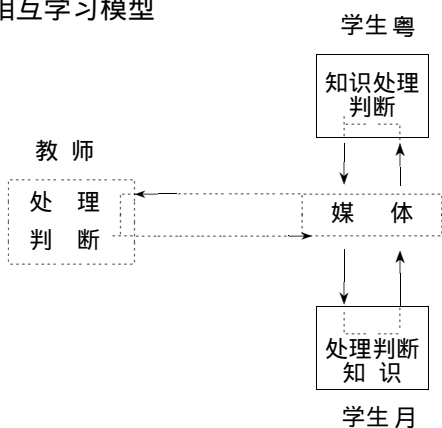 相互学习模型
学生粤
知识处理
判断
教 师
处 理
判 断
媒 体
处理判断
知 识
学生月